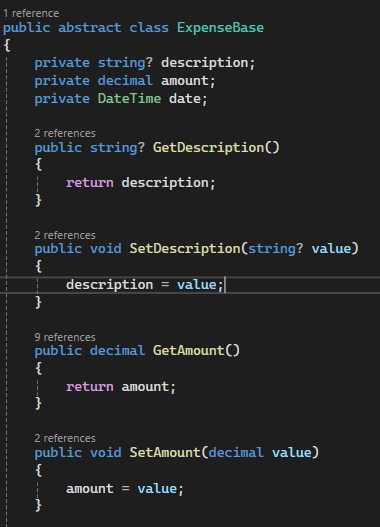 1 reference
public abstract class ExpenseBase
{
private string? description;
private decimal amount;
private DateTime date;
2 references
public string? GetDescription()
{
return description;
}
2 references
public void SetDescription(string? value)
{
description = value;
}
9 references
public decimal GetAmount()
{
return amount;
}
2 references
public void SetAmount(decimal value)
{
amount = value;
}